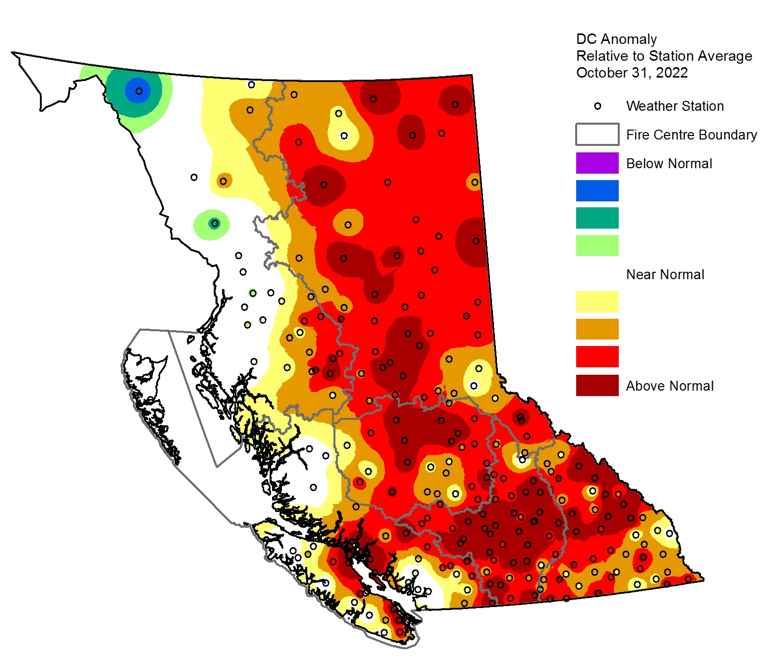 DC Anomaly
Relative to Station Average
October 31, 2022
Weather Station
Fire Centre Boundary
Below Normal
Near Normal
Above Normal